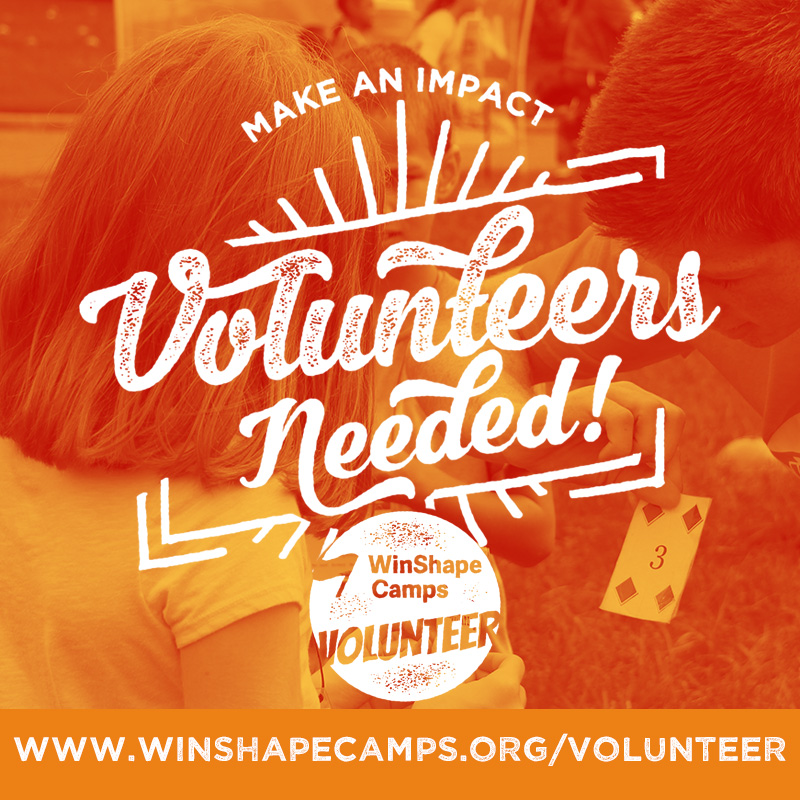 MAKE AN IMPACT
Volunteers
Needed!
WinShape
Camps
VOLUNTEER
3
WWW.WINSHAPECAMPS.ORG/VOLUNTEER